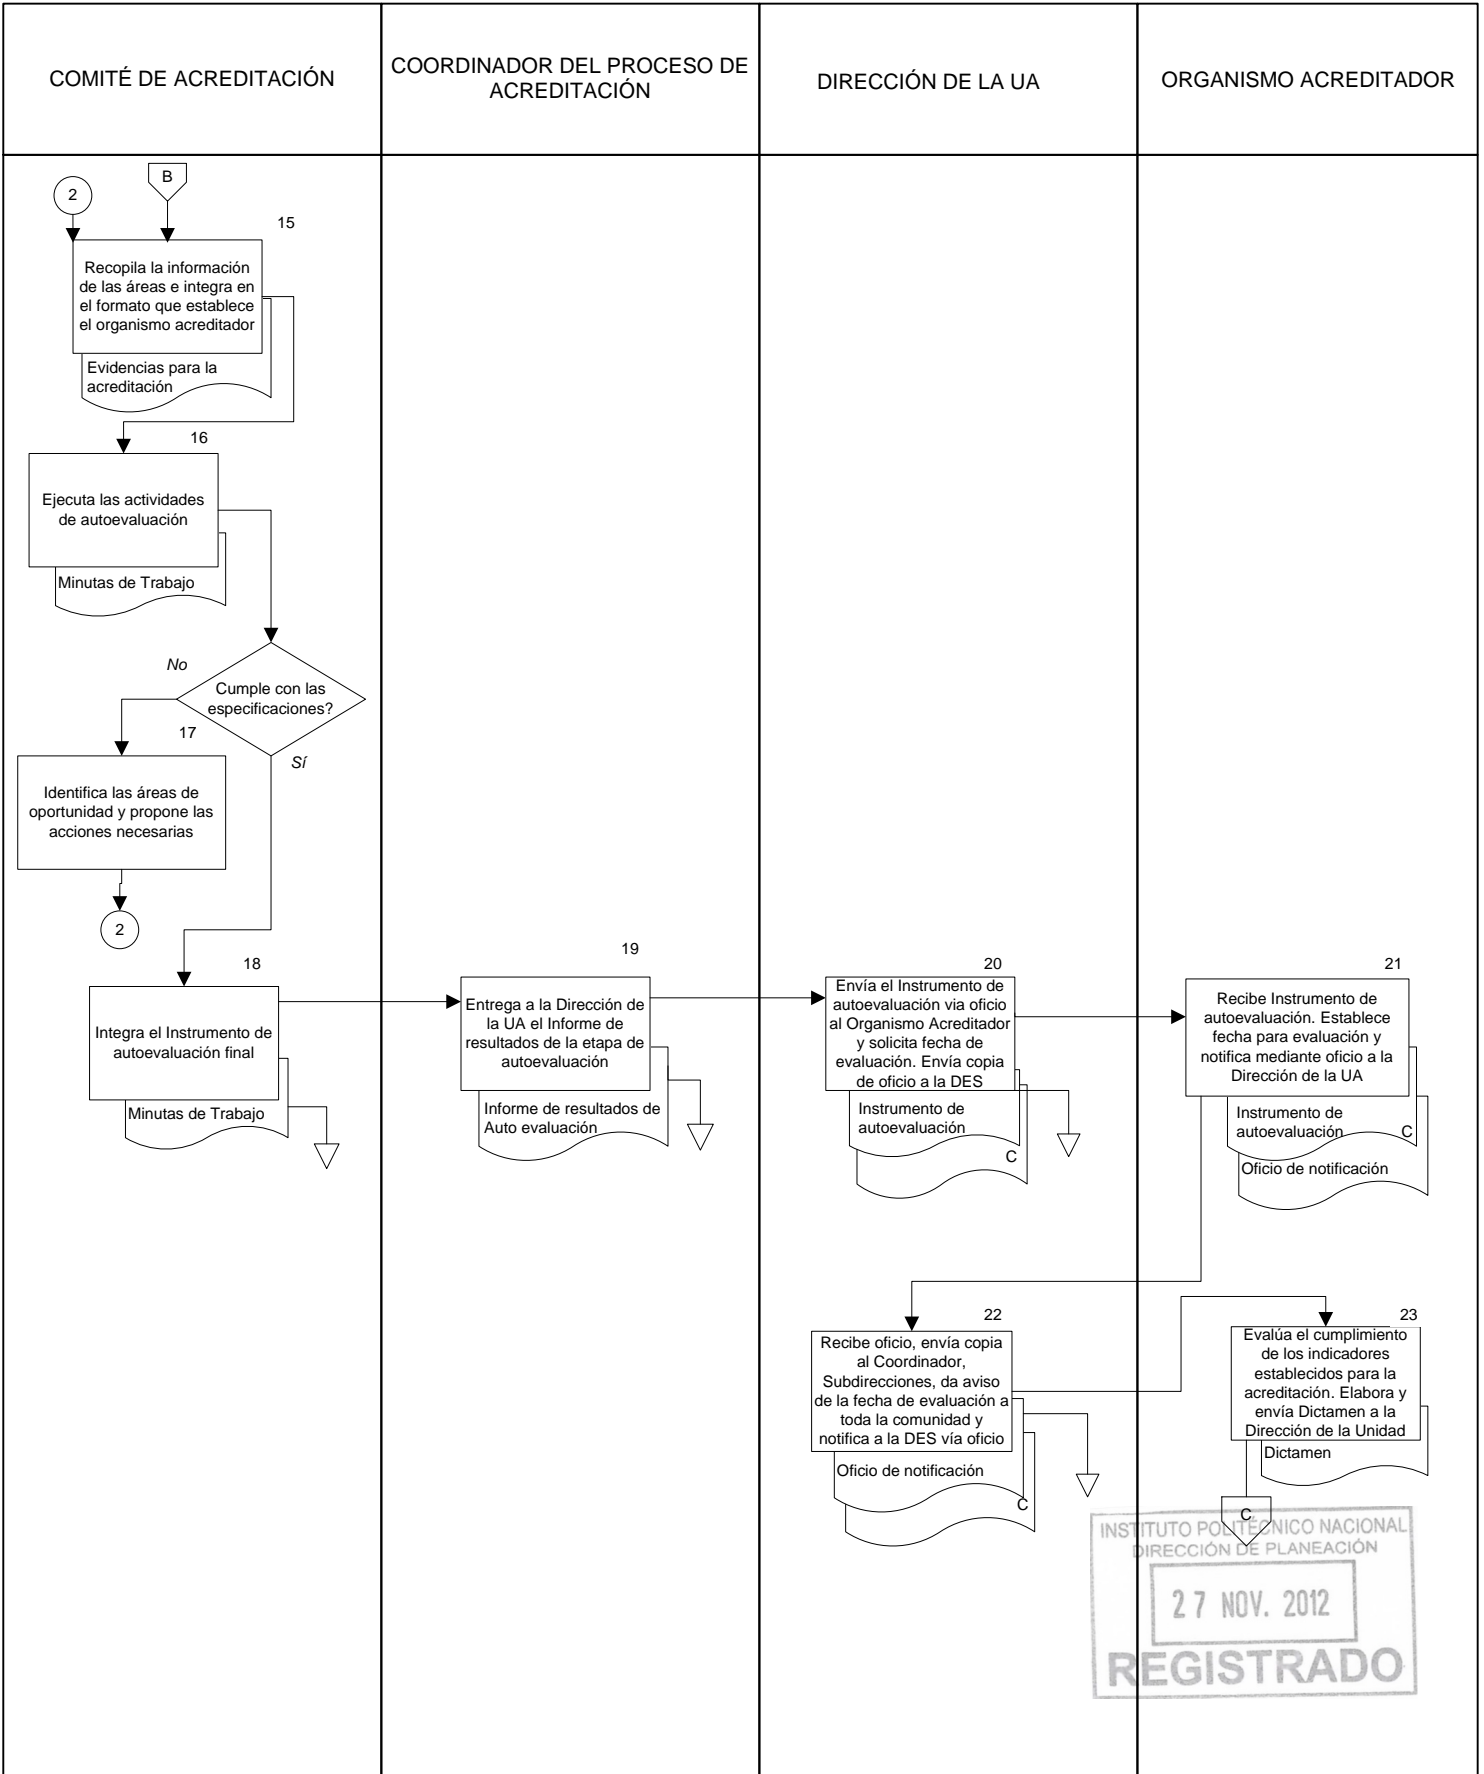 COMITÉ DE ACREDITACIÓN
COORDINADOR DEL PROCESO DE
ACREDITACIÓN
DIRECCIÓN DE LA UA
ORGANISMO ACREDITADOR
2
B
15
Recopila la información
de las áreas e integra en
el formato que establece
el organismo acreditador
Evidencias para la
acreditación
16
Ejecuta las actividades
de autoevaluación
Minutas de Trabajo
No
Cumple con las
especificaciones?
Sí
17
Identifica las áreas de
oportunidad y propone las
acciones necesarias
2
18
Integra el Instrumento de
autoevaluación final
Minutas de Trabajo
19
Entrega a la Dirección de
la UA el Informe de
resultados de la etapa de
autoevaluación
Informe de resultados de
Auto evaluación
20
Envía el Instrumento de
autoevaluación via oficio
al Organismo Acreditador
y solicita fecha de
evaluación. Envía copia
de oficio a la DES
Instrumento de
autoevaluación
C
21
Recibe Instrumento de
autoevaluación. Establece
fecha para evaluación y
notifica mediante oficio a la
Dirección de la UA
Instrumento de
autoevaluación
C
Oficio de notificación
22
Recibe oficio, envía copia
al Coordinador,
Subdirecciones, da aviso
de la fecha de evaluación a
toda la comunidad y
notifica a la DES vía oficio
Oficio de notificación
C
23
Evalúa el cumplimiento
de los indicadores
establecidos para la
acreditación. Elabora y
envía Dictamen a la
Dirección de la Unidad
Dictamen
C
INSTITUTO POLITÉCNICO NACIONAL
DIRECCIÓN DE PLANEACIÓN
27 NOV. 2012
REGISTRADO